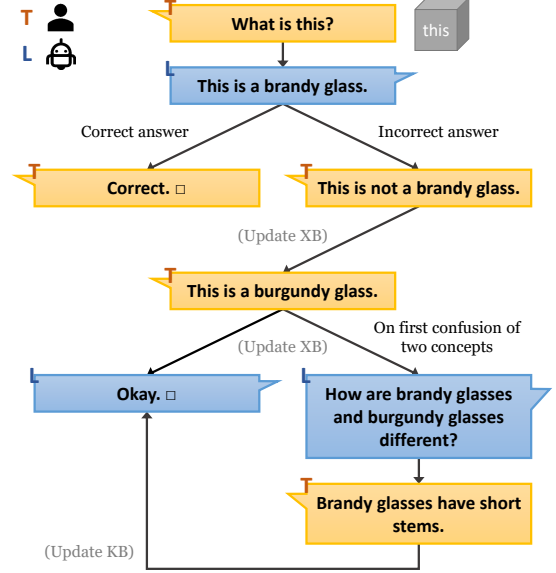 T
What is this?
this
L
L
This is a brandy glass.
Correct answer
Incorrect answer
T
Correct. □
T
This is not a brandy glass.
(Update XB)
T
This is a burgundy glass.
(Update XB)
On first confusion of
two concepts
L
Okay. □
L
How are brandy glasses
and burgundy glasses
different?
T
Brandy glasses have short
stems.
(Update KB)